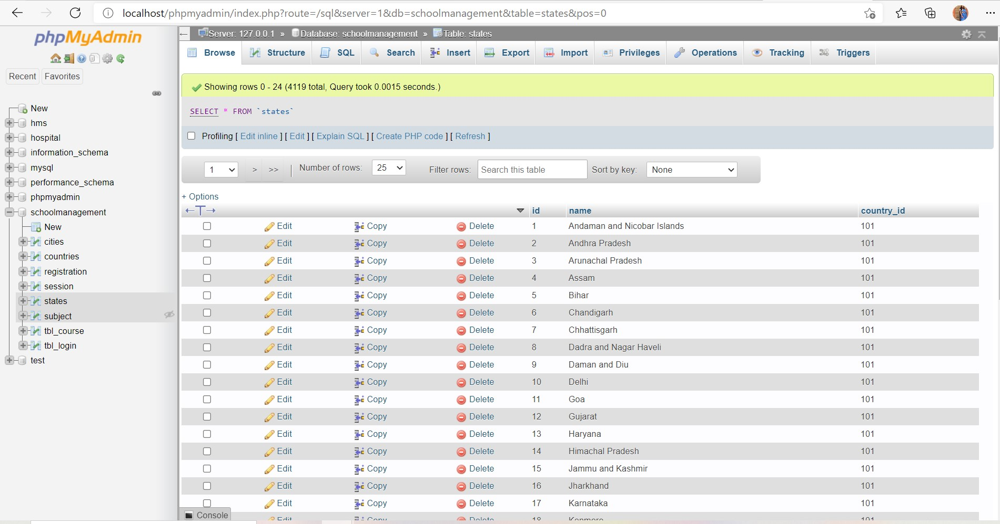 localhost/phpmyadmin/index.php?route=/sql&server=1&db=schoolmanagement&table=states&pos=0
phpMyAdmin
Recent Favorites
New
hms
hospital
information_schema
mysql
performance_schema
phpmyadmin
schoolmanagement
New
cities
countries
registration
session
states
subject
tbl_course
tbl_login
test
Server: 127.0.0.1 » Database: schoolmanagement » Table: states
Browse Structure SQL Search Insert Export Import Privileges Operations Tracking Triggers
Showing rows 0 - 24 (4119 total, Query took 0.0015 seconds.)
SELECT * FROM `states`
Profiling [ Edit inline ] [ Edit ] [ Explain SQL ] [ Create PHP code ] [ Refresh ]
1 > >> | Number of rows: 25 Filter rows: Search this table Sort by key: None
+ Options
←T→ id name country_id
Edit Copy Delete 1 Andaman and Nicobar Islands 101
Edit Copy Delete 2 Andhra Pradesh 101
Edit Copy Delete 3 Arunachal Pradesh 101
Edit Copy Delete 4 Assam 101
Edit Copy Delete 5 Bihar 101
Edit Copy Delete 6 Chandigarh 101
Edit Copy Delete 7 Chhattisgarh 101
Edit Copy Delete 8 Dadra and Nagar Haveli 101
Edit Copy Delete 9 Daman and Diu 101
Edit Copy Delete 10 Delhi 101
Edit Copy Delete 11 Goa 101
Edit Copy Delete 12 Gujarat 101
Edit Copy Delete 13 Haryana 101
Edit Copy Delete 14 Himachal Pradesh 101
Edit Copy Delete 15 Jammu and Kashmir 101
Edit Copy Delete 16 Jharkhand 101
Edit Copy Delete 17 Karnataka 101
Edit Copy Delete 18 Kenmore 101
Console